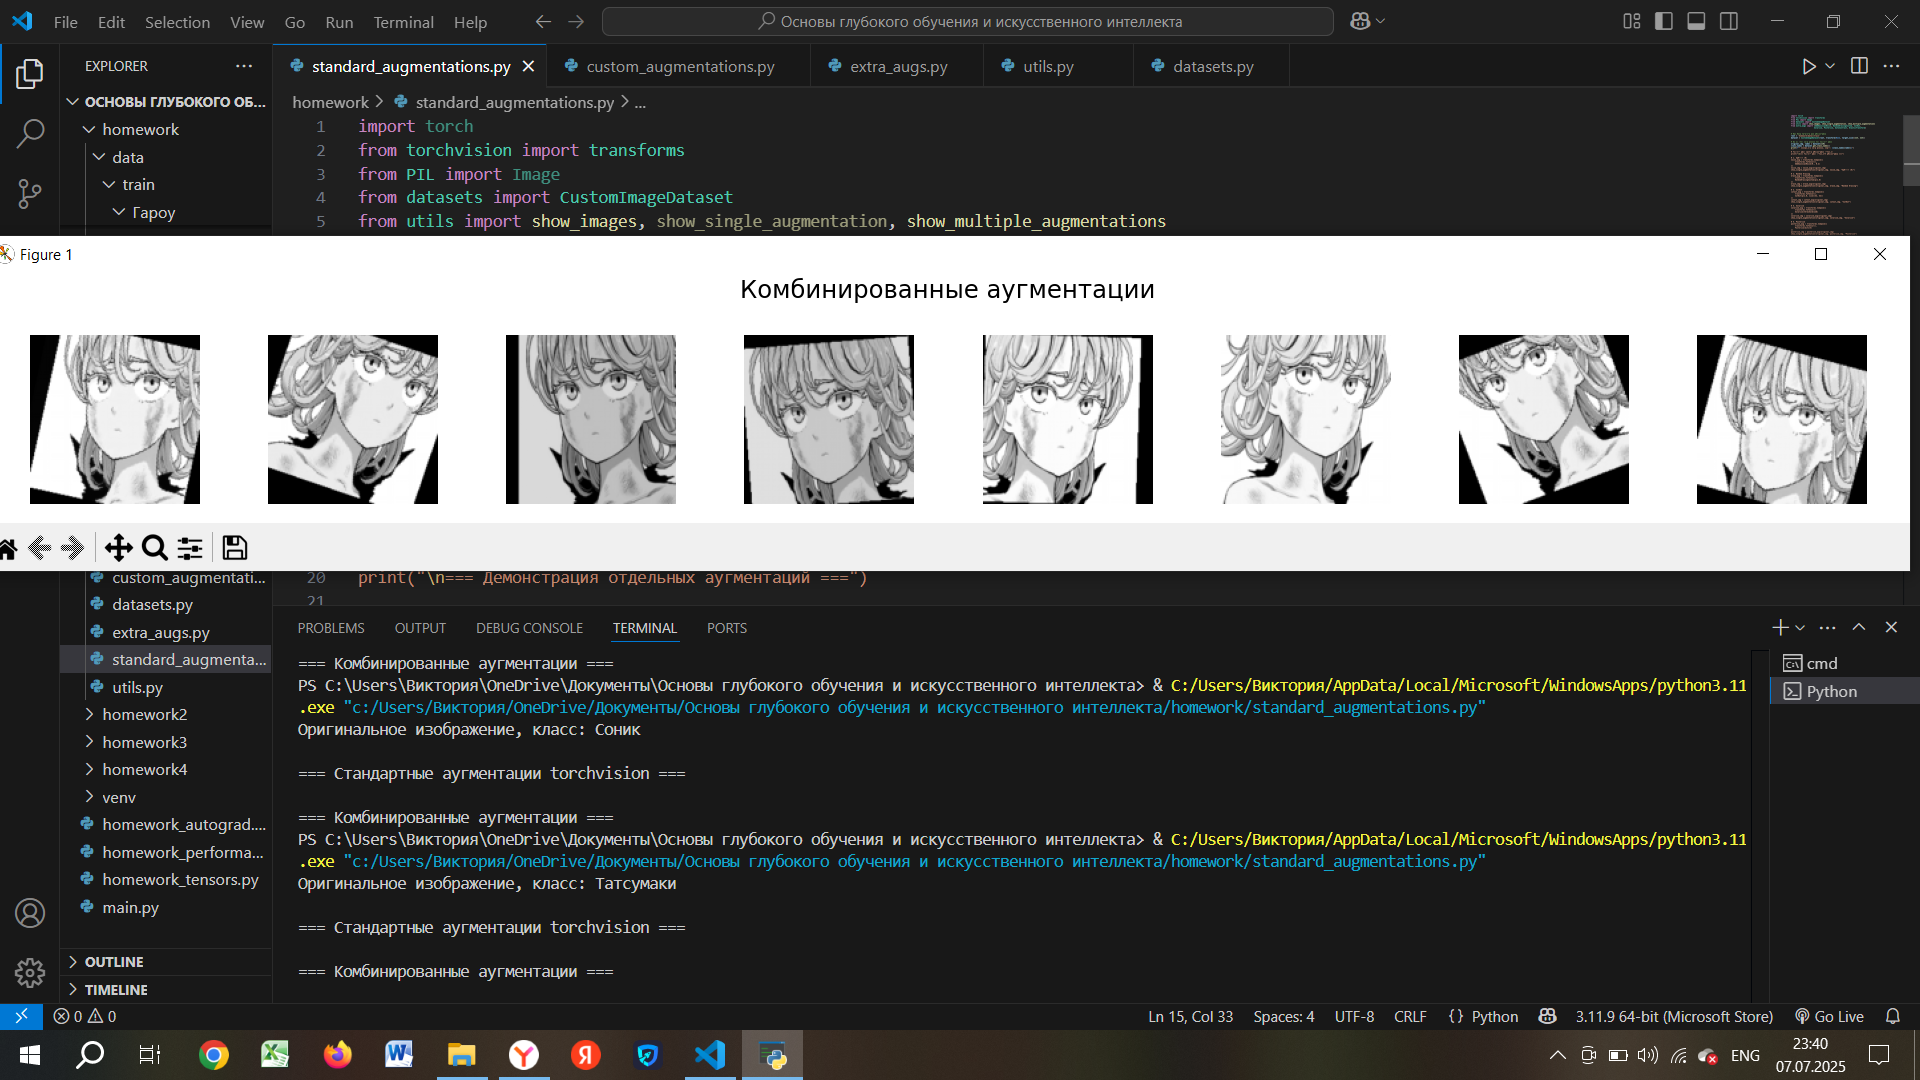 File Edit Selection View Go Run Terminal Help
Основы глубокого обучения и искусственного интеллекта
EXPLORER
standard_augmentations.py
custom_augmentations.py
extra_augs.py
utils.py
datasets.py
ОСНОВЫ ГЛУБОКОГО ОБ...
homework
data
train
Гароу
homework > standard_augmentations.py > ...
1 import torch
2 from torchvision import transforms
3 from PIL import Image
4 from datasets import CustomImageDataset
5 from utils import show_images, show_single_augmentation, show_multiple_augmentations
Figure 1
Комбинированные аугментации
20 print("\n=== Демонстрация отдельных аугментаций ===")
21
custom_augmentati...
datasets.py
extra_augs.py
standard_augmenta...
utils.py
homework2
homework3
homework4
venv
homework_autograd....
homework_performa...
homework_tensors.py
main.py
OUTLINE
TIMELINE
PROBLEMS OUTPUT DEBUG CONSOLE TERMINAL PORTS
=== Комбинированные аугментации ===
PS C:\Users\Виктория\OneDrive\Документы\Основы глубокого обучения и искусственного интеллекта> & C:/Users/Виктория/AppData/Local/Microsoft/WindowsApps/python3.11
.exe "c:/Users/Виктория/OneDrive/Документы/Основы глубокого обучения и искусственного интеллекта/homework/standard_augmentations.py"
Оригинальное изображение, класс: Соник
=== Стандартные аугментации torchvision ===
=== Комбинированные аугментации ===
PS C:\Users\Виктория\OneDrive\Документы\Основы глубокого обучения и искусственного интеллекта> & C:/Users/Виктория/AppData/Local/Microsoft/WindowsApps/python3.11
.exe "c:/Users/Виктория/OneDrive/Документы/Основы глубокого обучения и искусственного интеллекта/homework/standard_augmentations.py"
Оригинальное изображение, класс: Татсумаки
=== Стандартные аугментации torchvision ===
=== Комбинированные аугментации ===
cmd
Python
0 0
Ln 15, Col 33 Spaces: 4 UTF-8 CRLF {} Python 3.11.9 64-bit (Microsoft Store) Go Live
ENG
23:40
07.07.2025